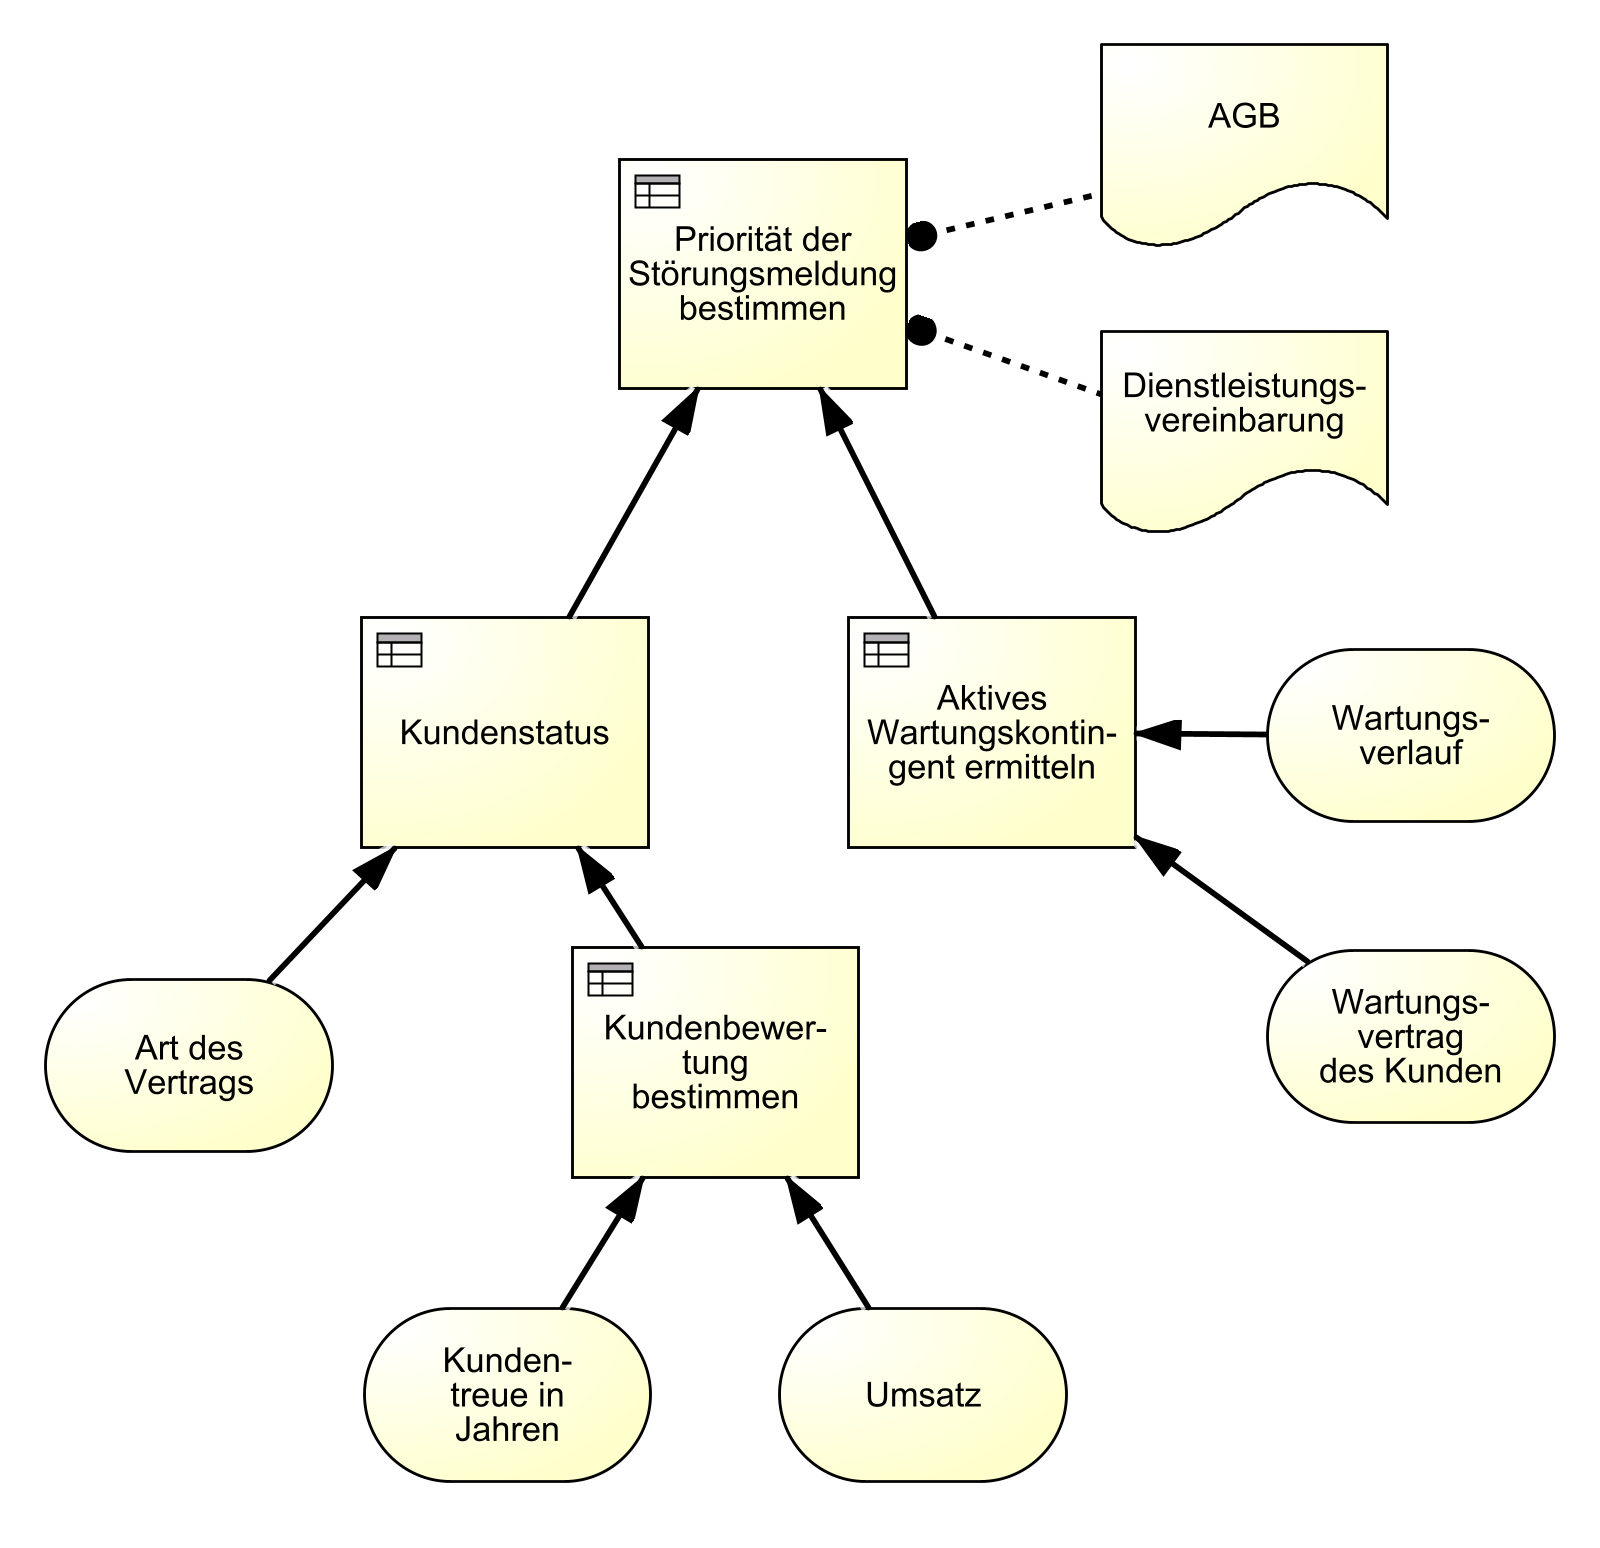 AGB
Priorität der
Störungsmeldung
bestimmen
Dienstleistungs-
vereinbarung
Kundenstatus
Aktives
Wartungskontin-
gent ermitteln
Wartungs-
verlauf
Art des
Vertrags
Kundenbewer-
tung
bestimmen
Wartungs-
vertrag
des Kunden
Kunden-
treue in
Jahren
Umsatz